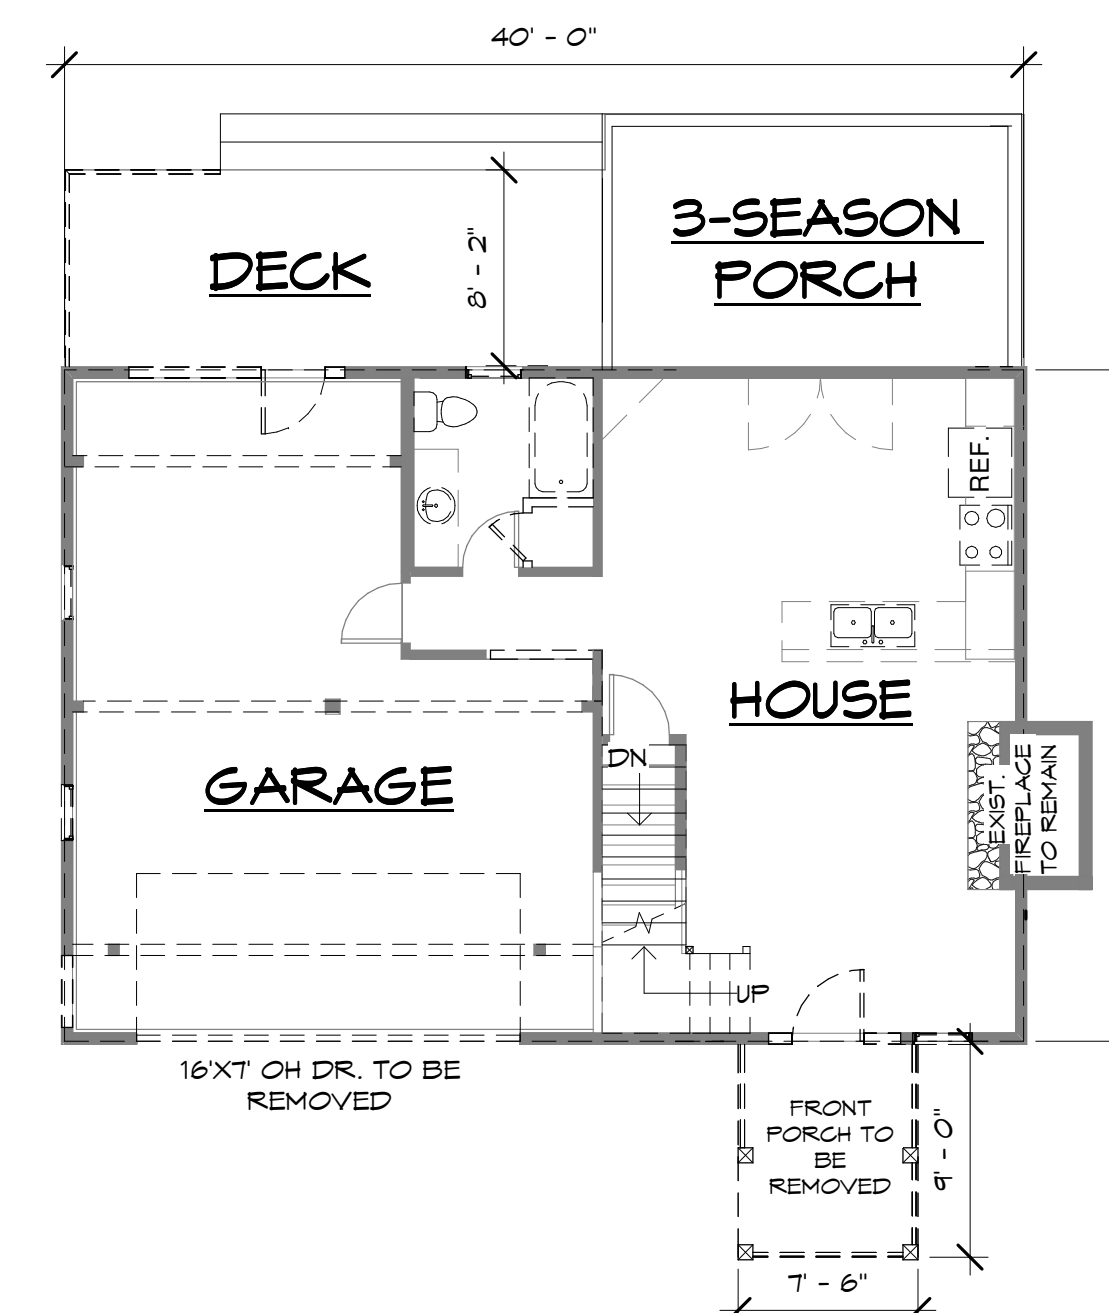 40' - 0"
3-SEASON
PORCH
DECK
8' - 2"
REF.
HOUSE
DN
GARAGE
EXIST.
FIREPLACE
TO REMAIN
UP
16'X7' OH DR. TO BE
REMOVED
FRONT
PORCH TO
BE
REMOVED
9' - 0"
7' - 6"